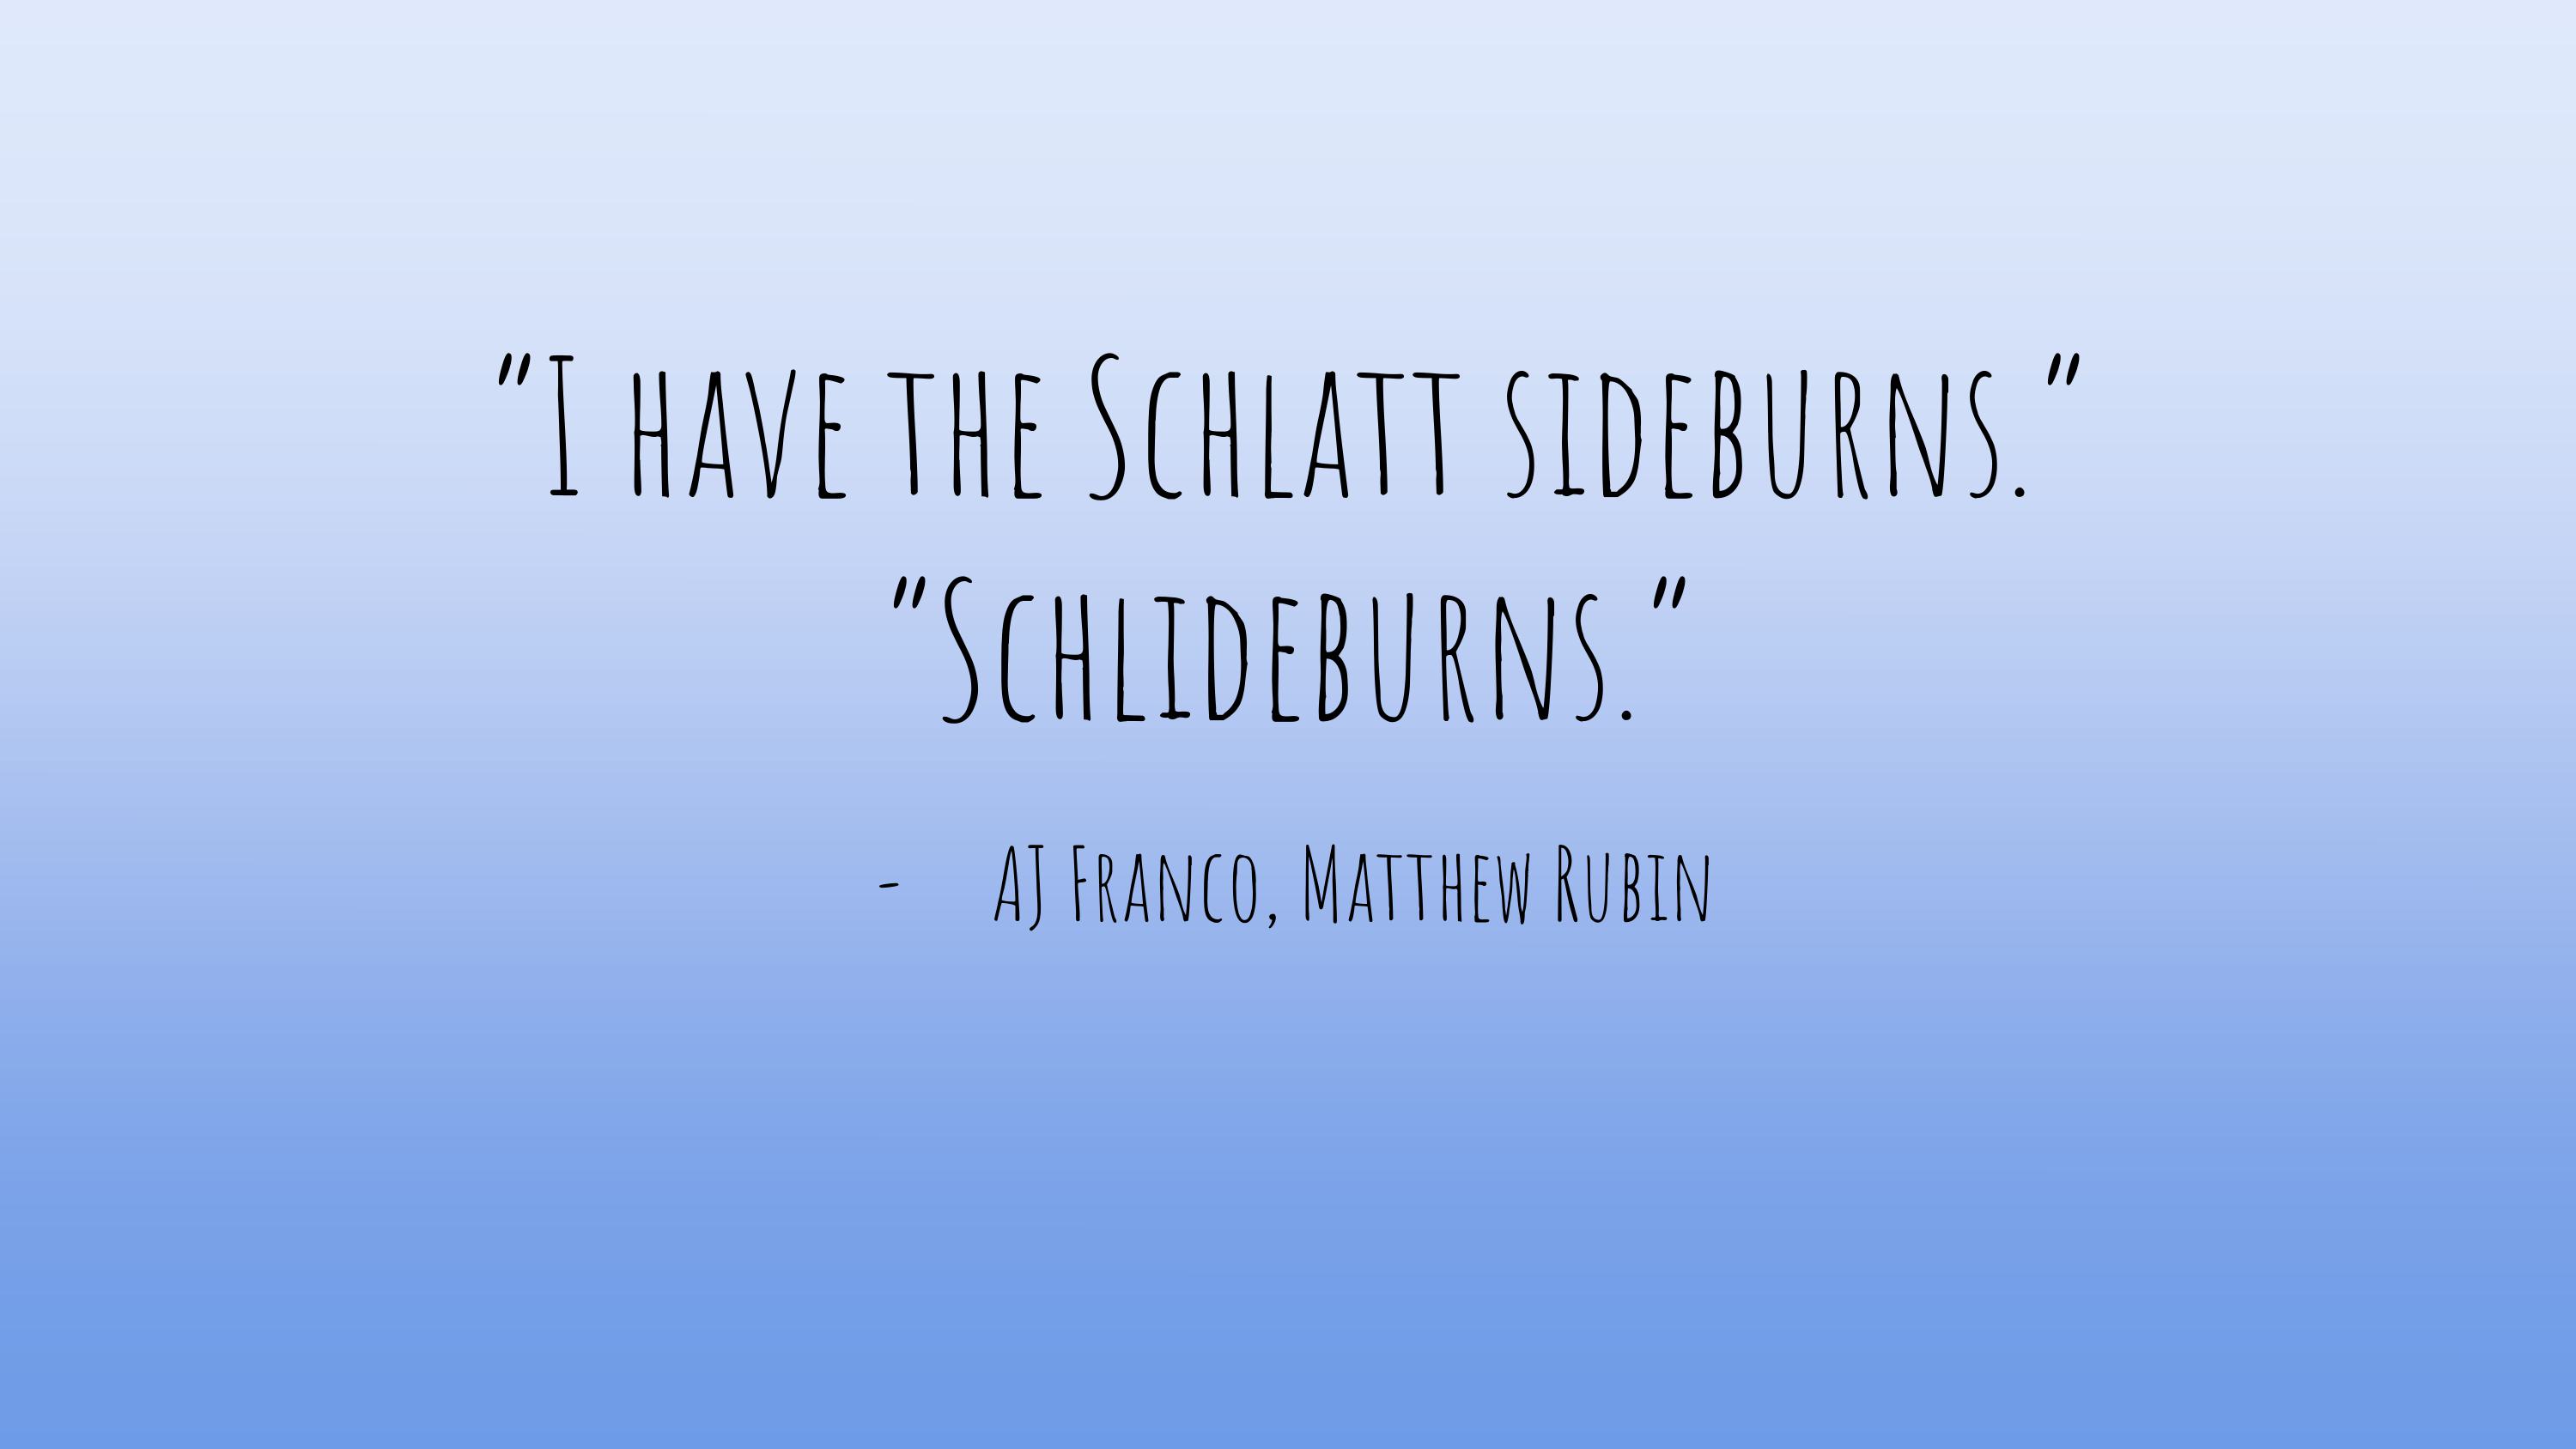 "I have the Schlatt sideburns."
"Schlideburns."
- AJ Franco, Matthew Rubin